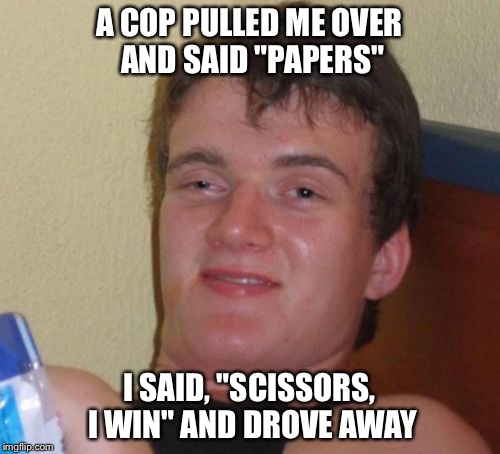 A COP PULLED ME OVER
AND SAID "PAPERS"
I SAID, "SCISSORS,
I WIN" AND DROVE AWAY
imgflip.com